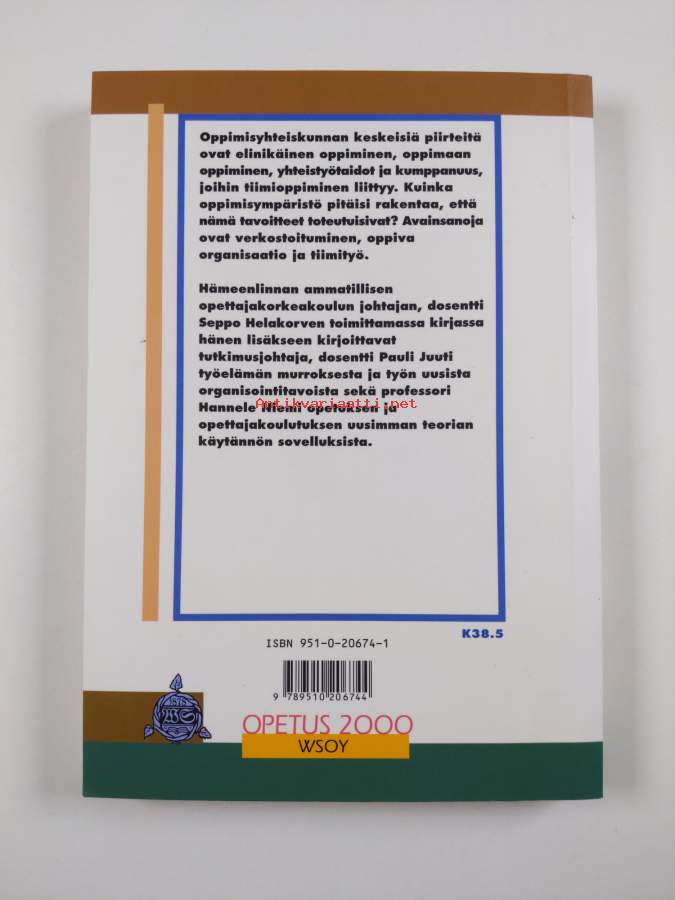 Oppimisyhteiskunnan keskeisiä piirteitä
ovat elinikäinen oppiminen, oppimaan
oppiminen, yhteistyötaidot ja kumppanuus,
joihin tiimioppiminen liittyy. Kuinka
oppimisympäristö pitäisi rakentaa, että
nämä tavoitteet toteutuisivat? Avainsanoja
ovat verkostoituminen, oppiva
organisaatio ja tiimityö.
Hämeenlinnan ammatillisen
opettajakorkeakoulun johtajan, dosentti
Seppo Helakorven toimittamassa kirjassa
hänen lisäkseen kirjoittavat
tutkimusjohtaja, dosentti Pauli Juuti
työelämän murroksesta ja työn uusista
organisointitavoista sekä professori
Antikvariaatti.net
Hannele Niemi opetuksen ja
opettajakoulutuksen uusimman teorian
käytännön sovelluksista.
K38.5
ISBN 951-0-20674-1
9 789510 206744
1878
WS
OPETUS 2000
WSOY